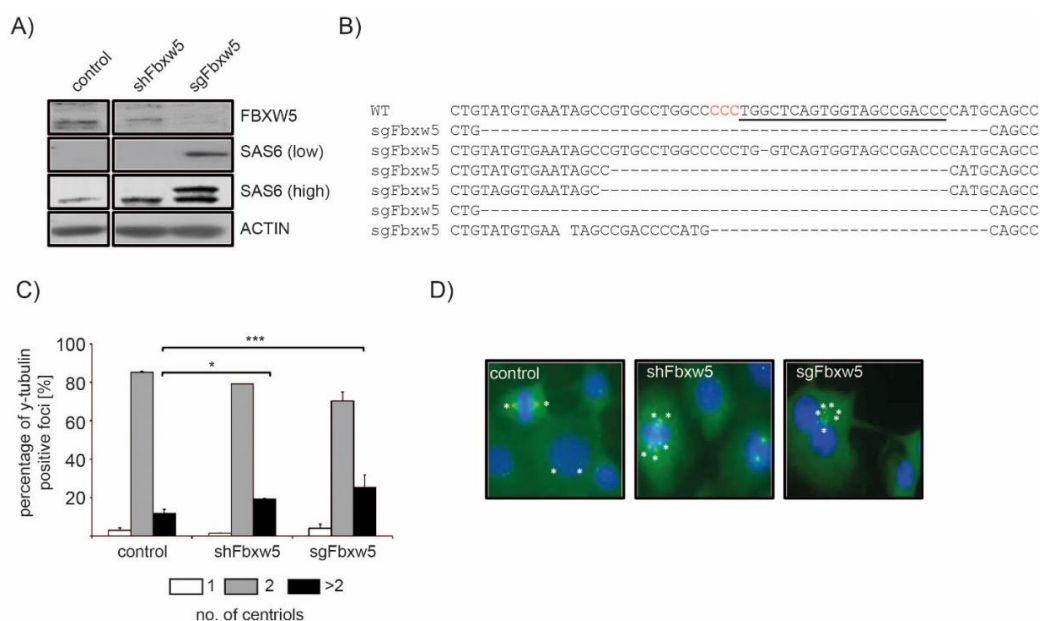 A)
control
shFbxw5
sgFbxw5
FBXW5
SAS6 (low)
SAS6 (high)
ACTIN
B)
WT CTGTATGTGAATAGCCGTGCCTGGCCCCCTGGCTCAGTGGTAGCCGACCCCATGCAGCC
sgFbxw5 CTG---------------------------------------------------CAGCC
sgFbxw5 CTGTATGTGAATAGCCGTGCCTGGCCCCCTG-GTCAGTGGTAGCCGACCCCATGCAGCC
sgFbxw5 CTGTATGTGAATAGCC----------------------------------CATGCAGCC
sgFbxw5 CTGTAGGTGAATAGC-----------------------------------CATGCAGCC
sgFbxw5 CTG---------------------------------------------------CAGCC
sgFbxw5 CTGTATGTGAA TAGCCGACCCCATG----------------------------CAGCC
C)
percentage of y-tubulin
positive foci [%]
100
80
60
40
20
***
*
control shFbxw5 sgFbxw5
1 2 >2
no. of centriols
D)
control
shFbxw5
sgFbxw5